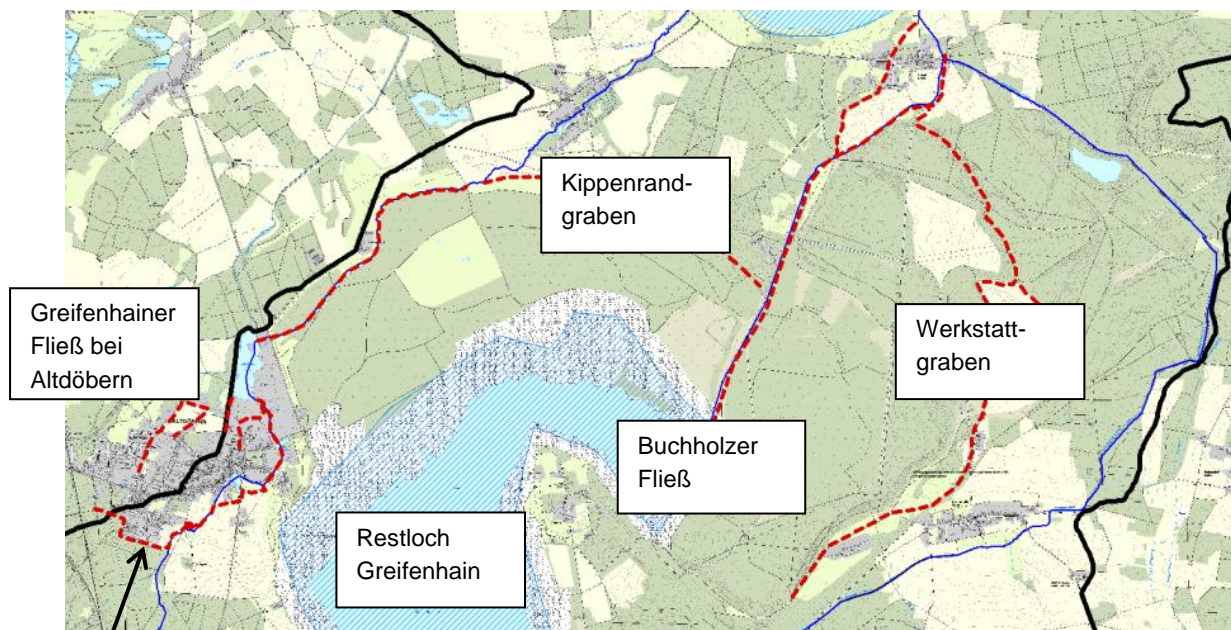 Kippenrand-
graben
Greifenhainer
Fließ bei
Altdöbern
Werkstatt-
graben
Buchholzer
Fließ
Restloch
Greifenhain